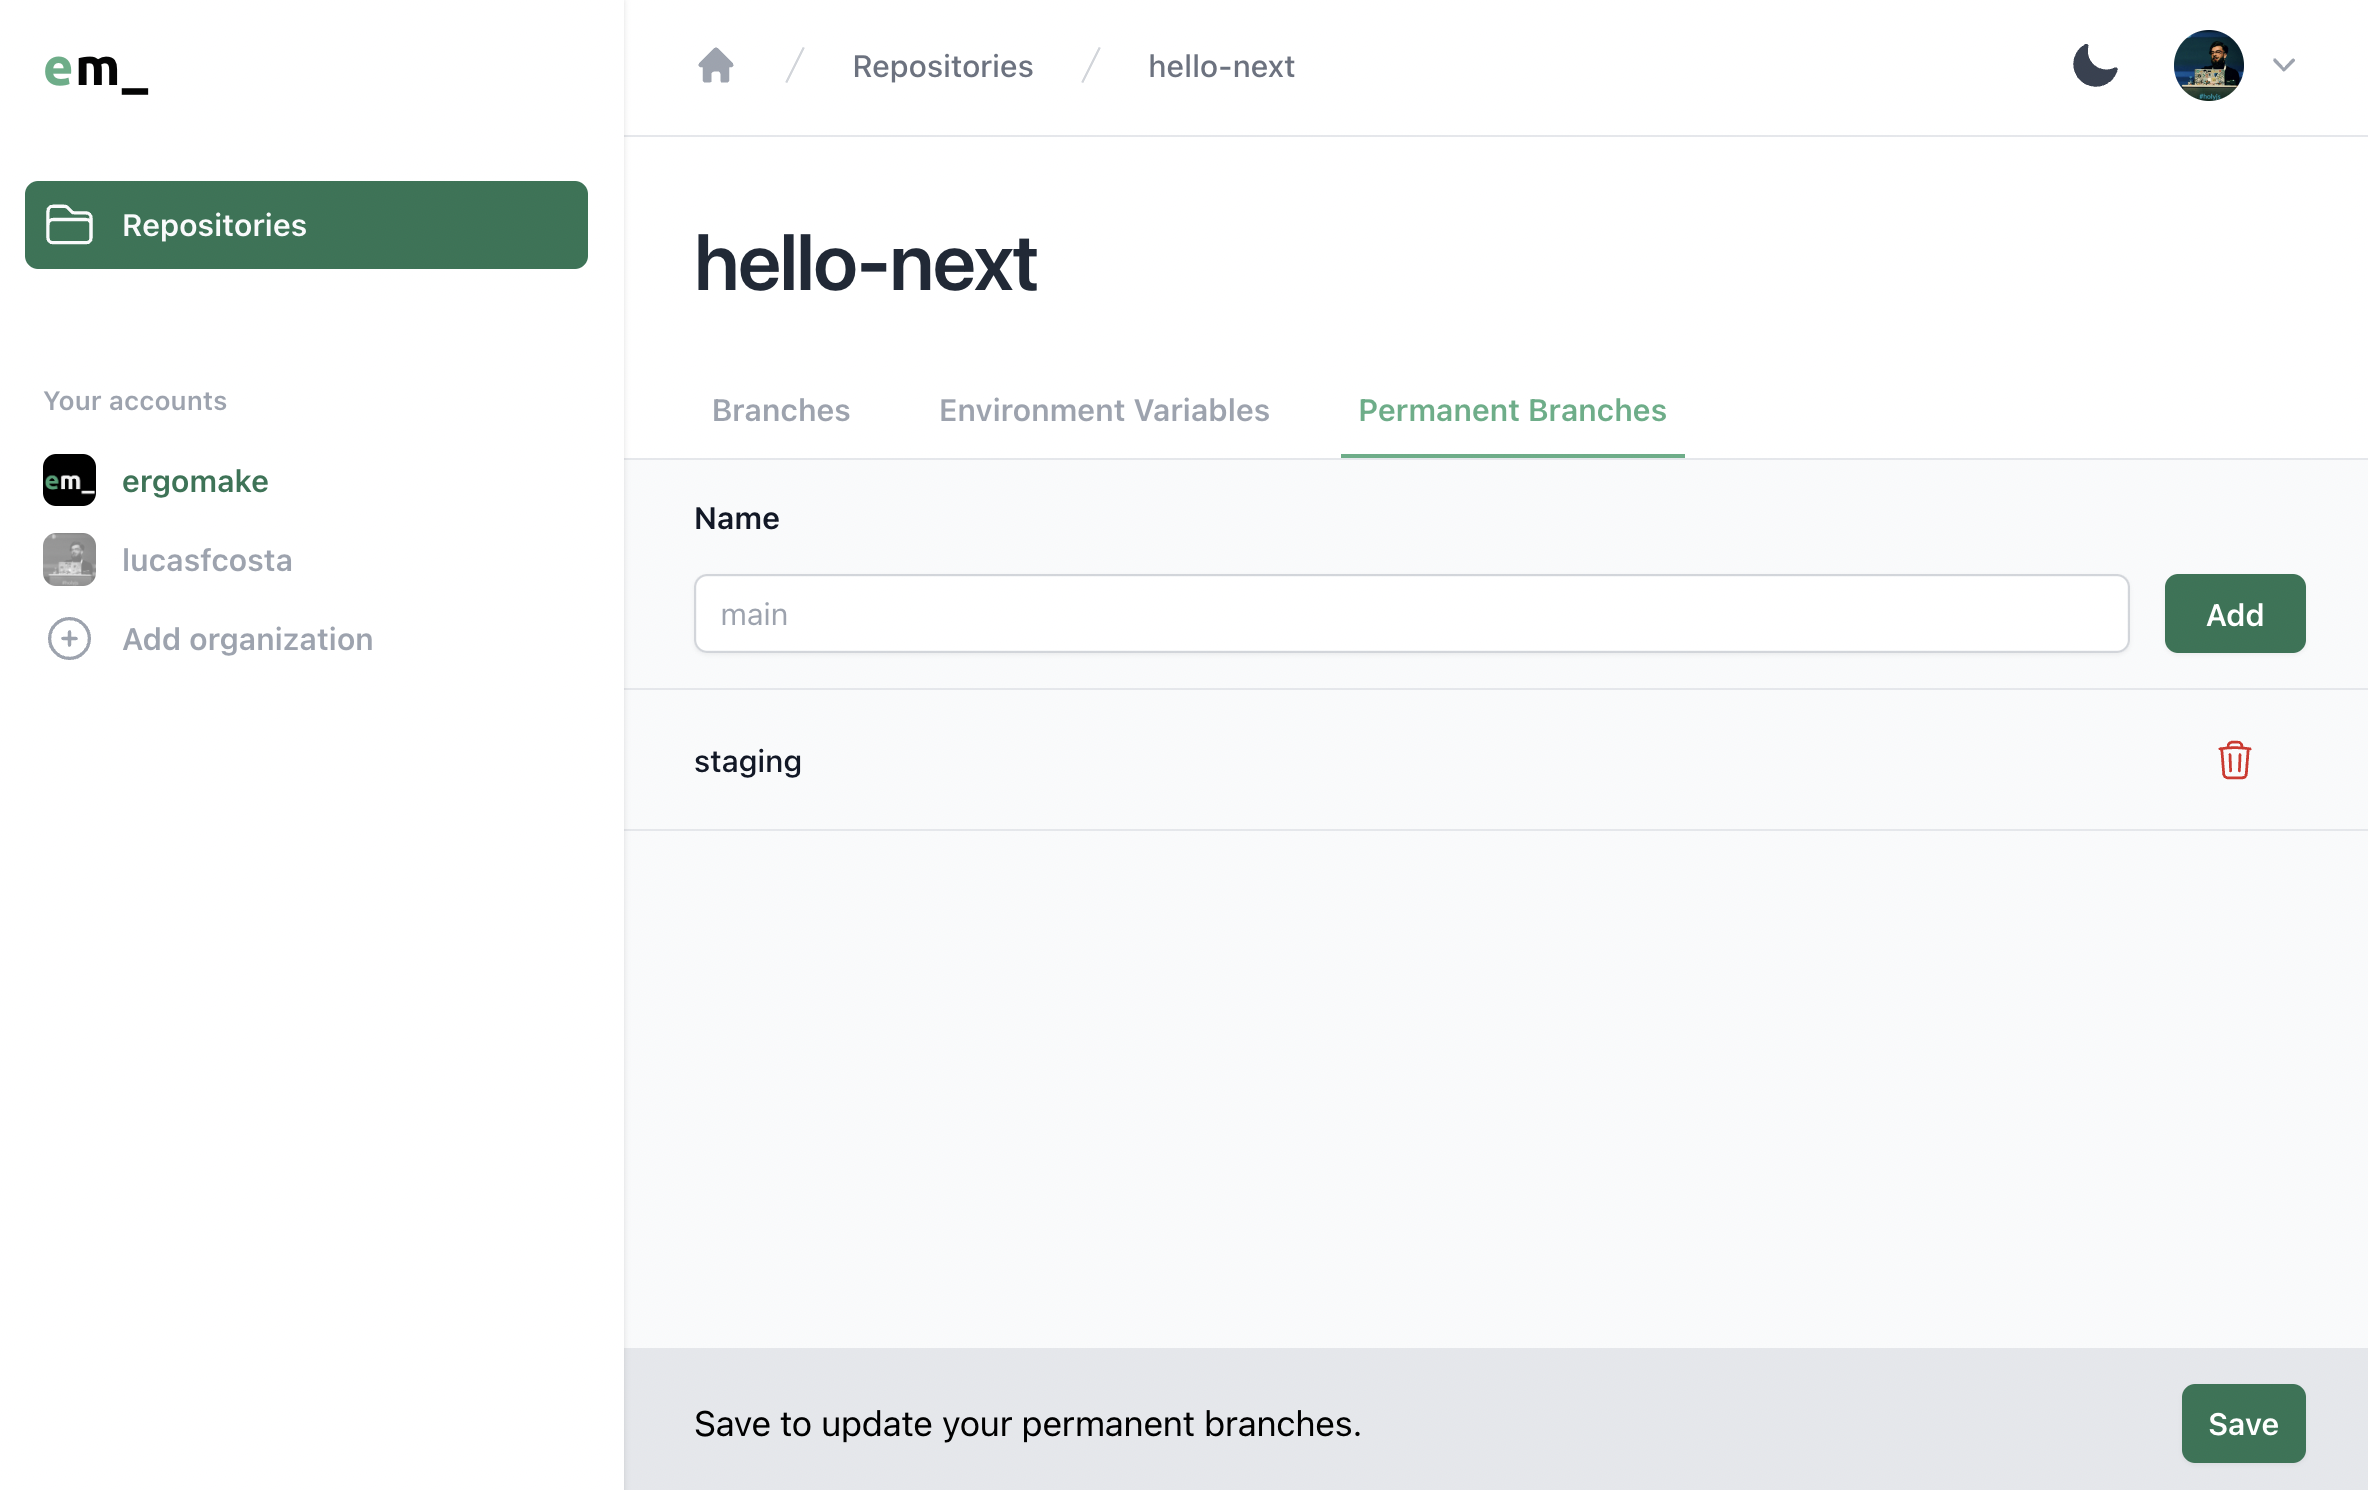 em_
Repositories / hello-next
Repositories
hello-next
Your accounts
em_ ergomake
lucasfcosta
Add organization
Branches Environment Variables Permanent Branches
Name
main
Add
staging
Save to update your permanent branches.
Save